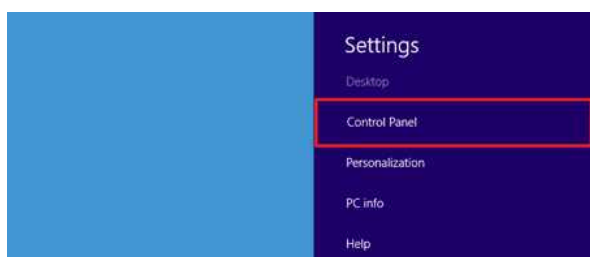 Settings
Desktop
Control Panel
Personalization
PC info
Help